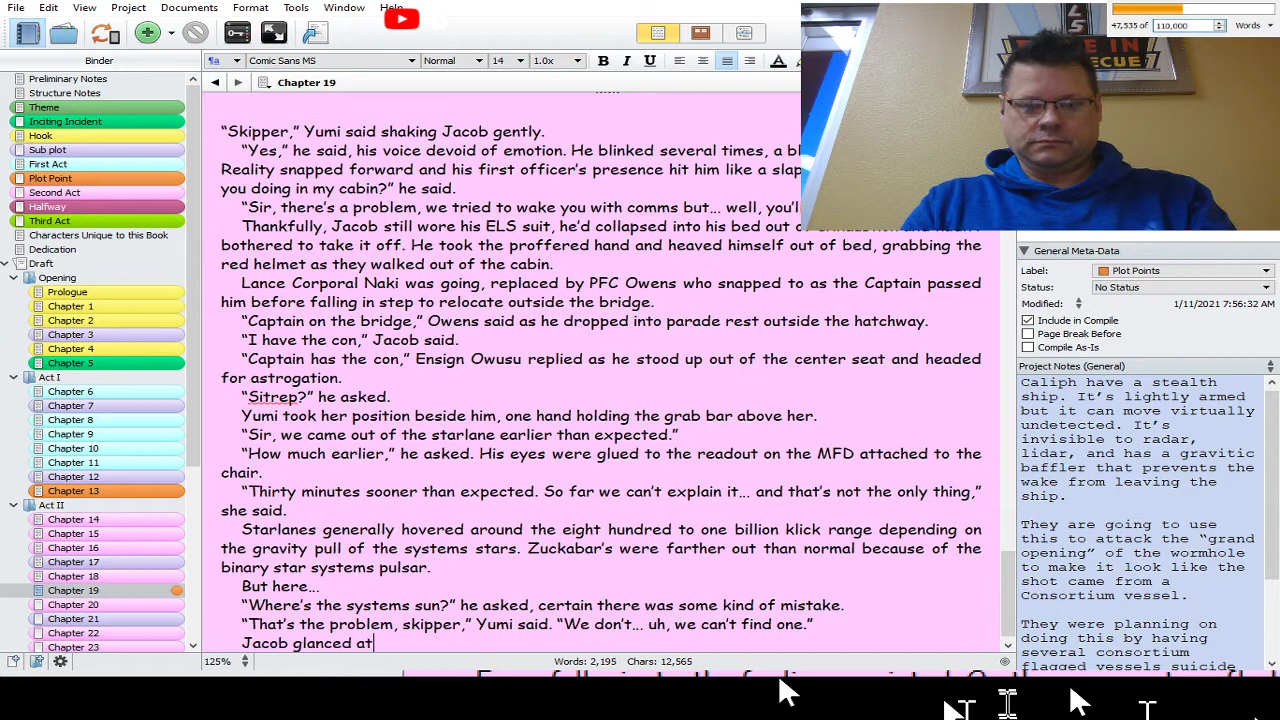 File Edit View Project Documents Format Tools Window Help
47,535 of 110,000 Words
Binder
Comic Sans MS Normal 14 1.0x B I U A
Chapter 19
Preliminary Notes
Structure Notes
Theme
Inciting Incident
Hook
Sub plot
First Act
Plot Point
Second Act
Halfway
Third Act
Characters Unique to this Book
Dedication
Draft
Opening
Prologue
Chapter 1
Chapter 2
Chapter 3
Chapter 4
Chapter 5
Act I
Chapter 6
Chapter 7
Chapter 8
Chapter 9
Chapter 10
Chapter 11
Chapter 12
Chapter 13
Act II
Chapter 14
Chapter 15
Chapter 16
Chapter 17
Chapter 18
Chapter 19
Chapter 20
Chapter 21
Chapter 22
Chapter 23
“Skipper,” Yumi said shaking Jacob gently.
“Yes,” he said, his voice devoid of emotion. He blinked several times, a bl
Reality snapped forward and his first officer’s presence hit him like a slap
you doing in my cabin?” he said.
“Sir, there’s a problem, we tried to wake you with comms but... well, you’ll
Thankfully, Jacob still wore his ELS suit, he’d collapsed into his bed out
bothered to take it off. He took the proffered hand and heaved himself out of bed, grabbing the
red helmet as they walked out of the cabin.
Lance Corporal Naki was going, replaced by PFC Owens who snapped to as the Captain passed
him before falling in step to relocate outside the bridge.
“Captain on the bridge,” Owens said as he dropped into parade rest outside the hatchway.
“I have the con,” Jacob said.
“Captain has the con,” Ensign Owusu replied as he stood up out of the center seat and headed
for astrogation.
“Sitrep?” he asked.
Yumi took her position beside him, one hand holding the grab bar above her.
“Sir, we came out of the starlane earlier than expected.”
“How much earlier,” he asked. His eyes were glued to the readout on the MFD attached to the
chair.
“Thirty minutes sooner than expected. So far we can’t explain it... and that’s not the only thing,”
she said.
Starlanes generally hovered around the eight hundred to one billion klick range depending on
the gravity pull of the systems stars. Zuckabar’s were farther out than normal because of the
binary star systems pulsar.
But here...
“Where’s the systems sun?” he asked, certain there was some kind of mistake.
“That’s the problem, skipper,” Yumi said. “We don’t... uh, we can’t find one.”
Jacob glanced at
125% Words: 2,195 Chars: 12,565
General Meta-Data
Label: Plot Points
Status: No Status
Modified: 1/11/2021 7:56:32 AM
Include in Compile
Page Break Before
Compile As-Is
Project Notes (General)
Caliph have a stealth
ship. It’s lightly armed
but it can move virtually
undetected. It’s
invisible to radar,
lidar, and has a gravitic
baffler that prevents the
wake from leaving the
ship.
They are going to use
this to attack the “grand
opening” of the wormhole
to make it look like the
shot came from a
Consortium vessel.
They were planning on
doing this by having
several consortium
flagged vessels suicide